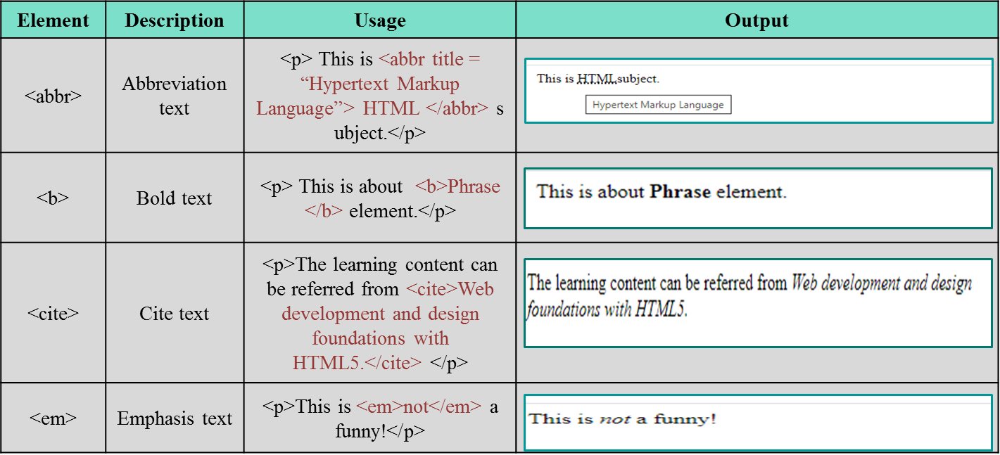 Element Description Usage Output
<abbr>
Abbreviation
text
<p> This is <abbr title =
“Hypertext Markup
Language”> HTML </abbr> s
ubject.</p>
This is HTML subject.
Hypertext Markup Language
<b>
Bold text
<p> This is about <b>Phrase
</b> element.</p>
This is about Phrase element.
<cite>
Cite text
<p>The learning content can
be referred from <cite>Web
development and design
foundations with
HTML5.</cite> </p>
The learning content can be referred from Web development and design
foundations with HTML5.
<em>
Emphasis text
<p>This is <em>not</em> a
funny!</p>
This is not a funny!